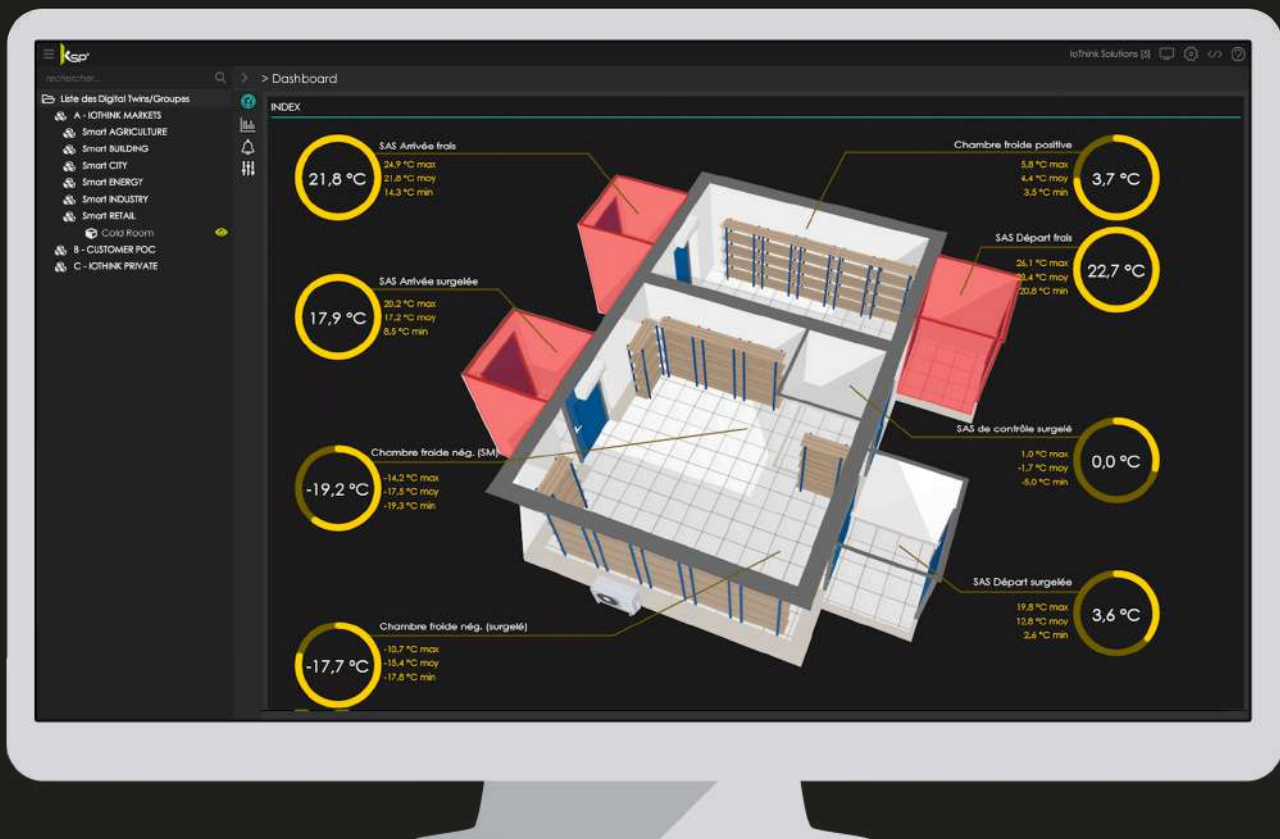 KSP
IoThink Solutions [3]
rechercher...
> Dashboard
Liste des Digital Twins/Groupes
A - IOTHINK MARKETS
Smart AGRICULTURE
Smart BUILDING
Smart CITY
Smart ENERGY
Smart INDUSTRY
Smart RETAIL
Cold Room
B - CUSTOMER POC
C - IOTHINK PRIVATE
INDEX
SAS Arrivée frais
21,8 °C
24,9 °C max
21,8 °C moy
14,3 °C min
Chambre froide positive
5,8 °C max
4,4 °C moy
3,5 °C min
3,7 °C
SAS Départ frais
26,1 °C max
°C moy
20,8 °C min
22,7 °C
SAS Arrivée surgelée
17,9 °C
20,2 °C max
17,2 °C moy
8,5 °C min
SAS de contrôle surgelé
1,0 °C max
-1,7 °C moy
-5,0 °C min
0,0 °C
Chambre froide nég. (SM)
-19,2 °C
-14,2 °C max
-17,5 °C moy
-19,3 °C min
SAS Départ surgelée
19,8 °C max
12,8 °C moy
2,6 °C min
3,6 °C
Chambre froide nég. (surgelé)
-17,7 °C
-10,7 °C max
-15,4 °C moy
-17,8 °C min